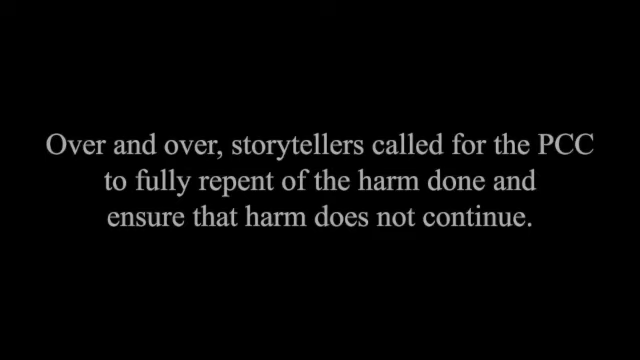 Over and over, storytellers called for the PCC
to fully repent of the harm done and
ensure that harm does not continue.